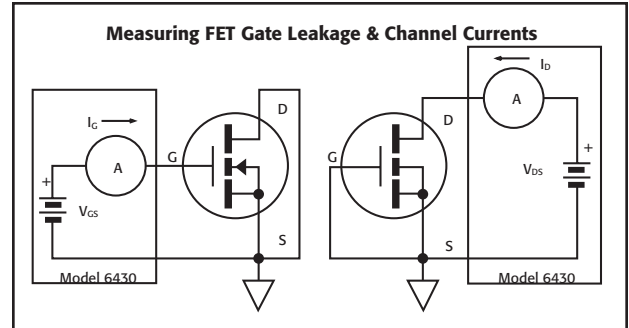 Measuring FET Gate Leakage & Channel Currents
IG
A
+
VGS
G
D
S
Model 6430
ID
A
D
G
+
VDS
S
Model 6430